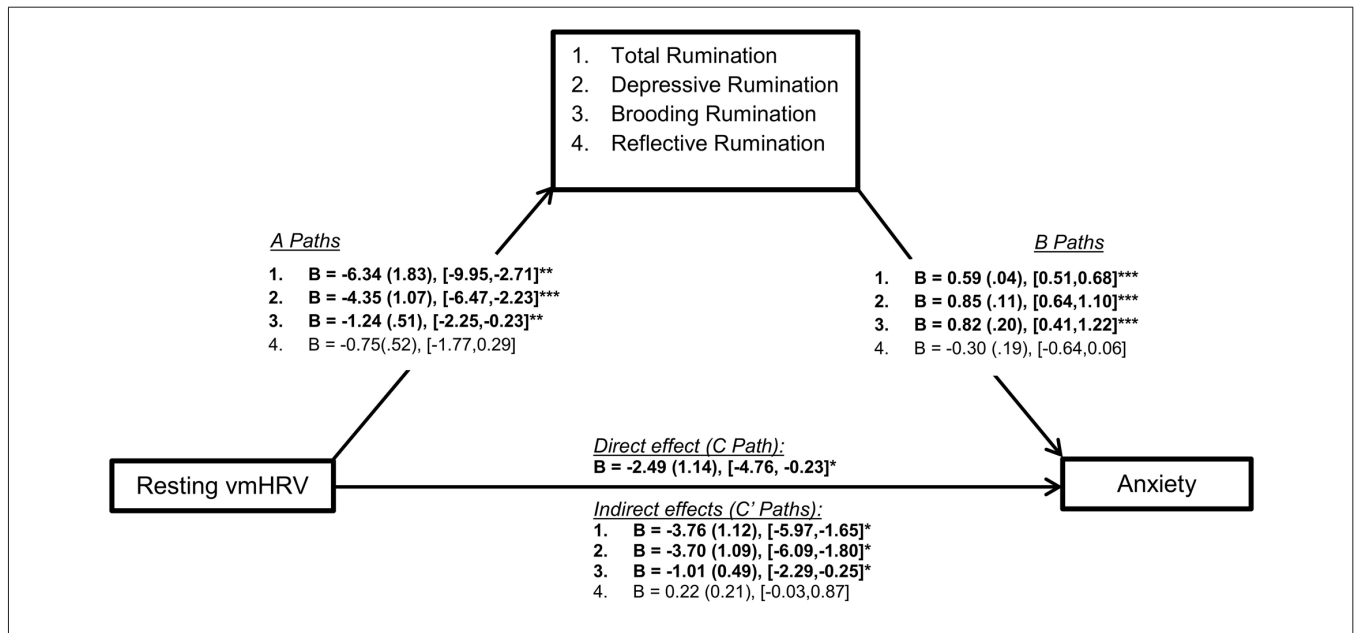 1. Total Rumination
2. Depressive Rumination
3. Brooding Rumination
4. Reflective Rumination
A Paths
1. B = -6.34 (1.83), [-9.95,-2.71]**
2. B = -4.35 (1.07), [-6.47,-2.23]***
3. B = -1.24 (.51), [-2.25,-0.23]**
4. B = -0.75(.52), [-1.77,0.29]
B Paths
1. B = 0.59 (.04), [0.51,0.68]***
2. B = 0.85 (.11), [0.64,1.10]***
3. B = 0.82 (.20), [0.41,1.22]***
4. B = -0.30 (.19), [-0.64,0.06]
Resting vmHRV
Direct effect (C Path):
B = -2.49 (1.14), [-4.76, -0.23]*
Indirect effects (C' Paths):
1. B = -3.76 (1.12), [-5.97,-1.65]*
2. B = -3.70 (1.09), [-6.09,-1.80]*
3. B = -1.01 (0.49), [-2.29,-0.25]*
4. B = 0.22 (0.21), [-0.03,0.87]
Anxiety